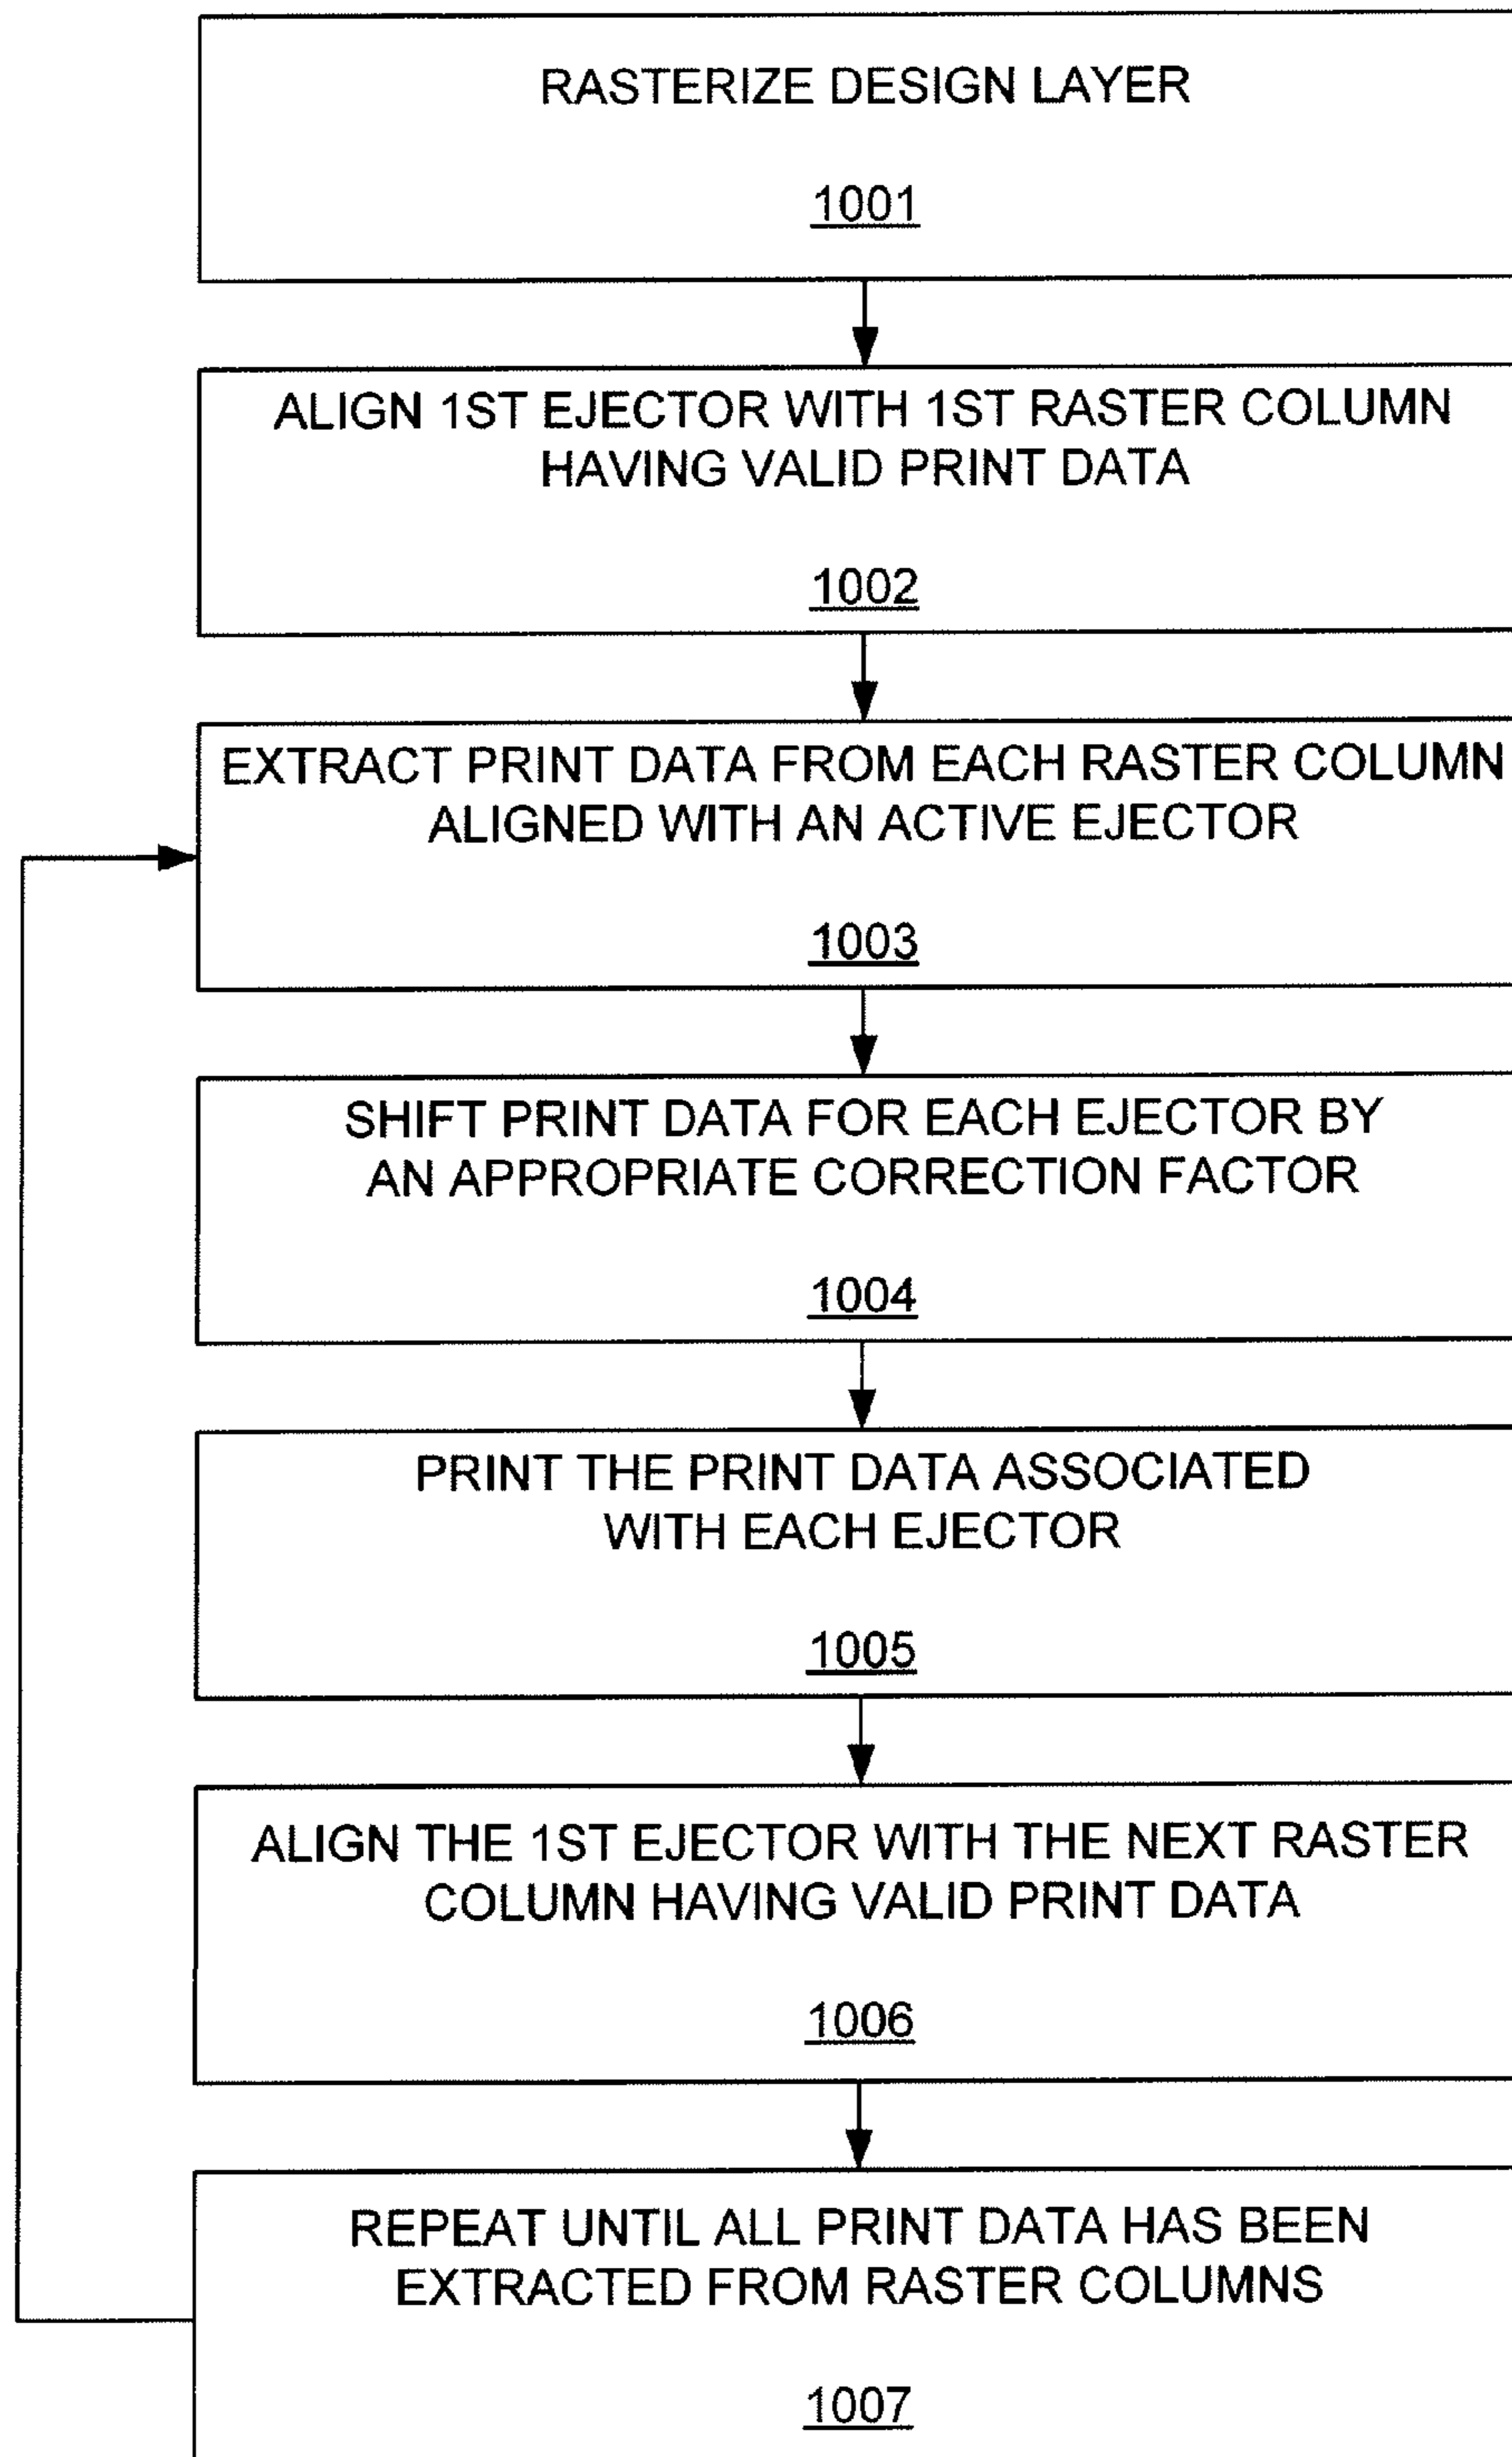 RASTERIZE DESIGN LAYER
1001
ALIGN 1ST EJECTOR WITH 1ST RASTER COLUMN
HAVING VALID PRINT DATA
1002
EXTRACT PRINT DATA FROM EACH RASTER COLUMN
ALIGNED WITH AN ACTIVE EJECTOR
1003
SHIFT PRINT DATA FOR EACH EJECTOR BY
AN APPROPRIATE CORRECTION FACTOR
1004
PRINT THE PRINT DATA ASSOCIATED
WITH EACH EJECTOR
1005
ALIGN THE 1ST EJECTOR WITH THE NEXT RASTER
COLUMN HAVING VALID PRINT DATA
1006
REPEAT UNTIL ALL PRINT DATA HAS BEEN
EXTRACTED FROM RASTER COLUMNS
1007